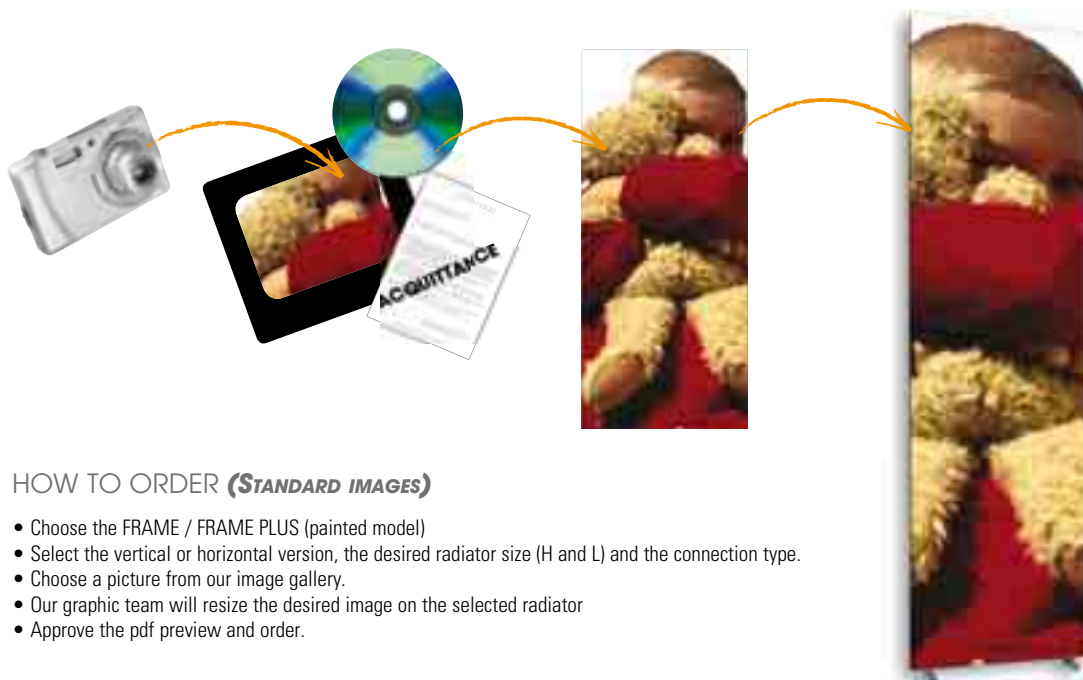 ACQUITTANCE
HOW TO ORDER (STANDARD IMAGES)
• Choose the FRAME / FRAME PLUS (painted model)
• Select the vertical or horizontal version, the desired radiator size (H and L) and the connection type.
• Choose a picture from our image gallery.
• Our graphic team will resize the desired image on the selected radiator
• Approve the pdf preview and order.